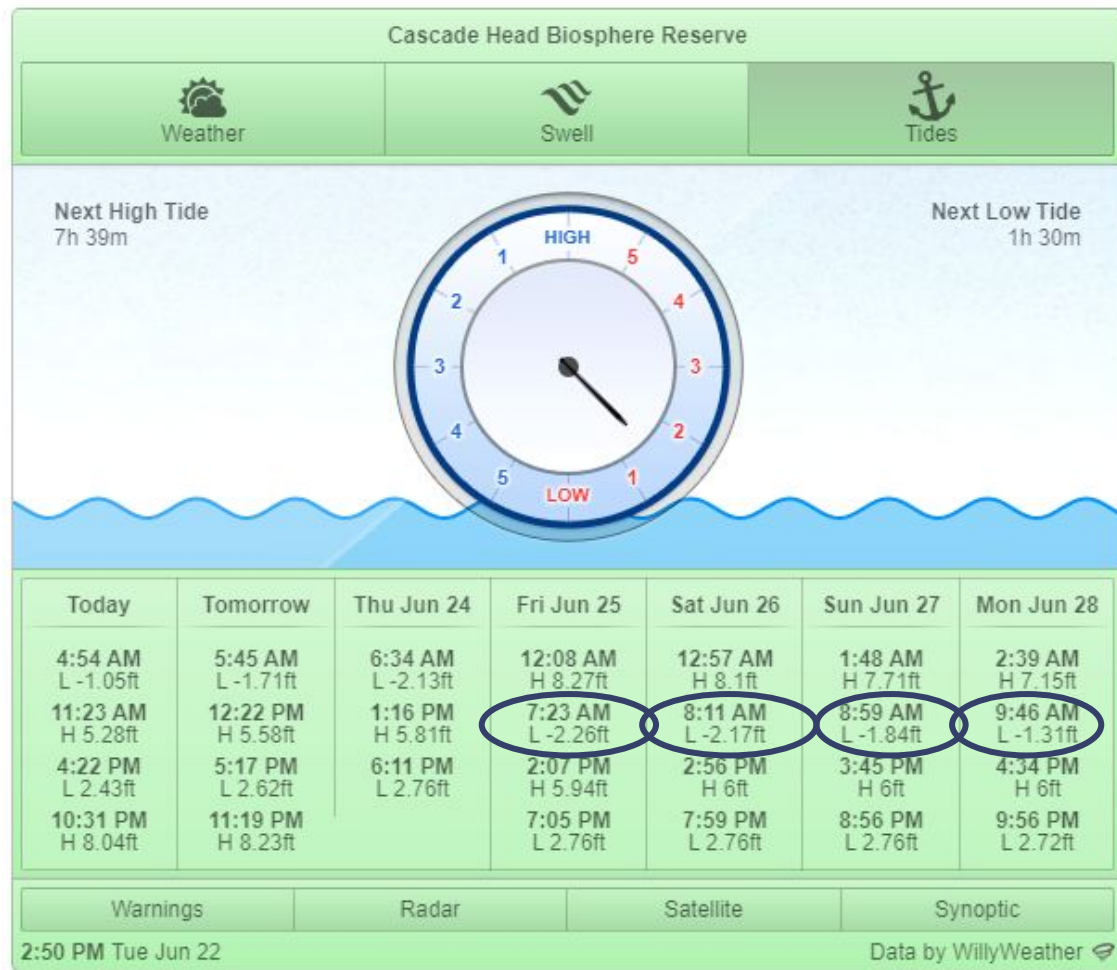 Cascade Head Biosphere Reserve
Weather
Swell
Tides
Next High Tide
7h 39m
Next Low Tide
1h 30m
HIGH
1
2
3
4
5
LOW
1
2
3
4
5
Today
4:54 AM
L -1.05ft
11:23 AM
H 5.28ft
4:22 PM
L 2.43ft
10:31 PM
H 8.04ft
Tomorrow
5:45 AM
L -1.71ft
12:22 PM
H 5.58ft
5:17 PM
L 2.62ft
11:19 PM
H 8.23ft
Thu Jun 24
6:34 AM
L -2.13ft
1:16 PM
H 5.81ft
6:11 PM
L 2.76ft
Fri Jun 25
12:08 AM
H 8.27ft
7:23 AM
L -2.26ft
2:07 PM
H 5.94ft
7:05 PM
L 2.76ft
Sat Jun 26
12:57 AM
H 8.1ft
8:11 AM
L -2.17ft
2:56 PM
H 6ft
7:59 PM
L 2.76ft
Sun Jun 27
1:48 AM
H 7.71ft
8:59 AM
L -1.84ft
3:45 PM
H 6ft
8:56 PM
L 2.76ft
Mon Jun 28
2:39 AM
H 7.15ft
9:46 AM
L -1.31ft
4:34 PM
H 6ft
9:56 PM
L 2.72ft
Warnings
Radar
Satellite
Synoptic
2:50 PM Tue Jun 22
Data by WillyWeather